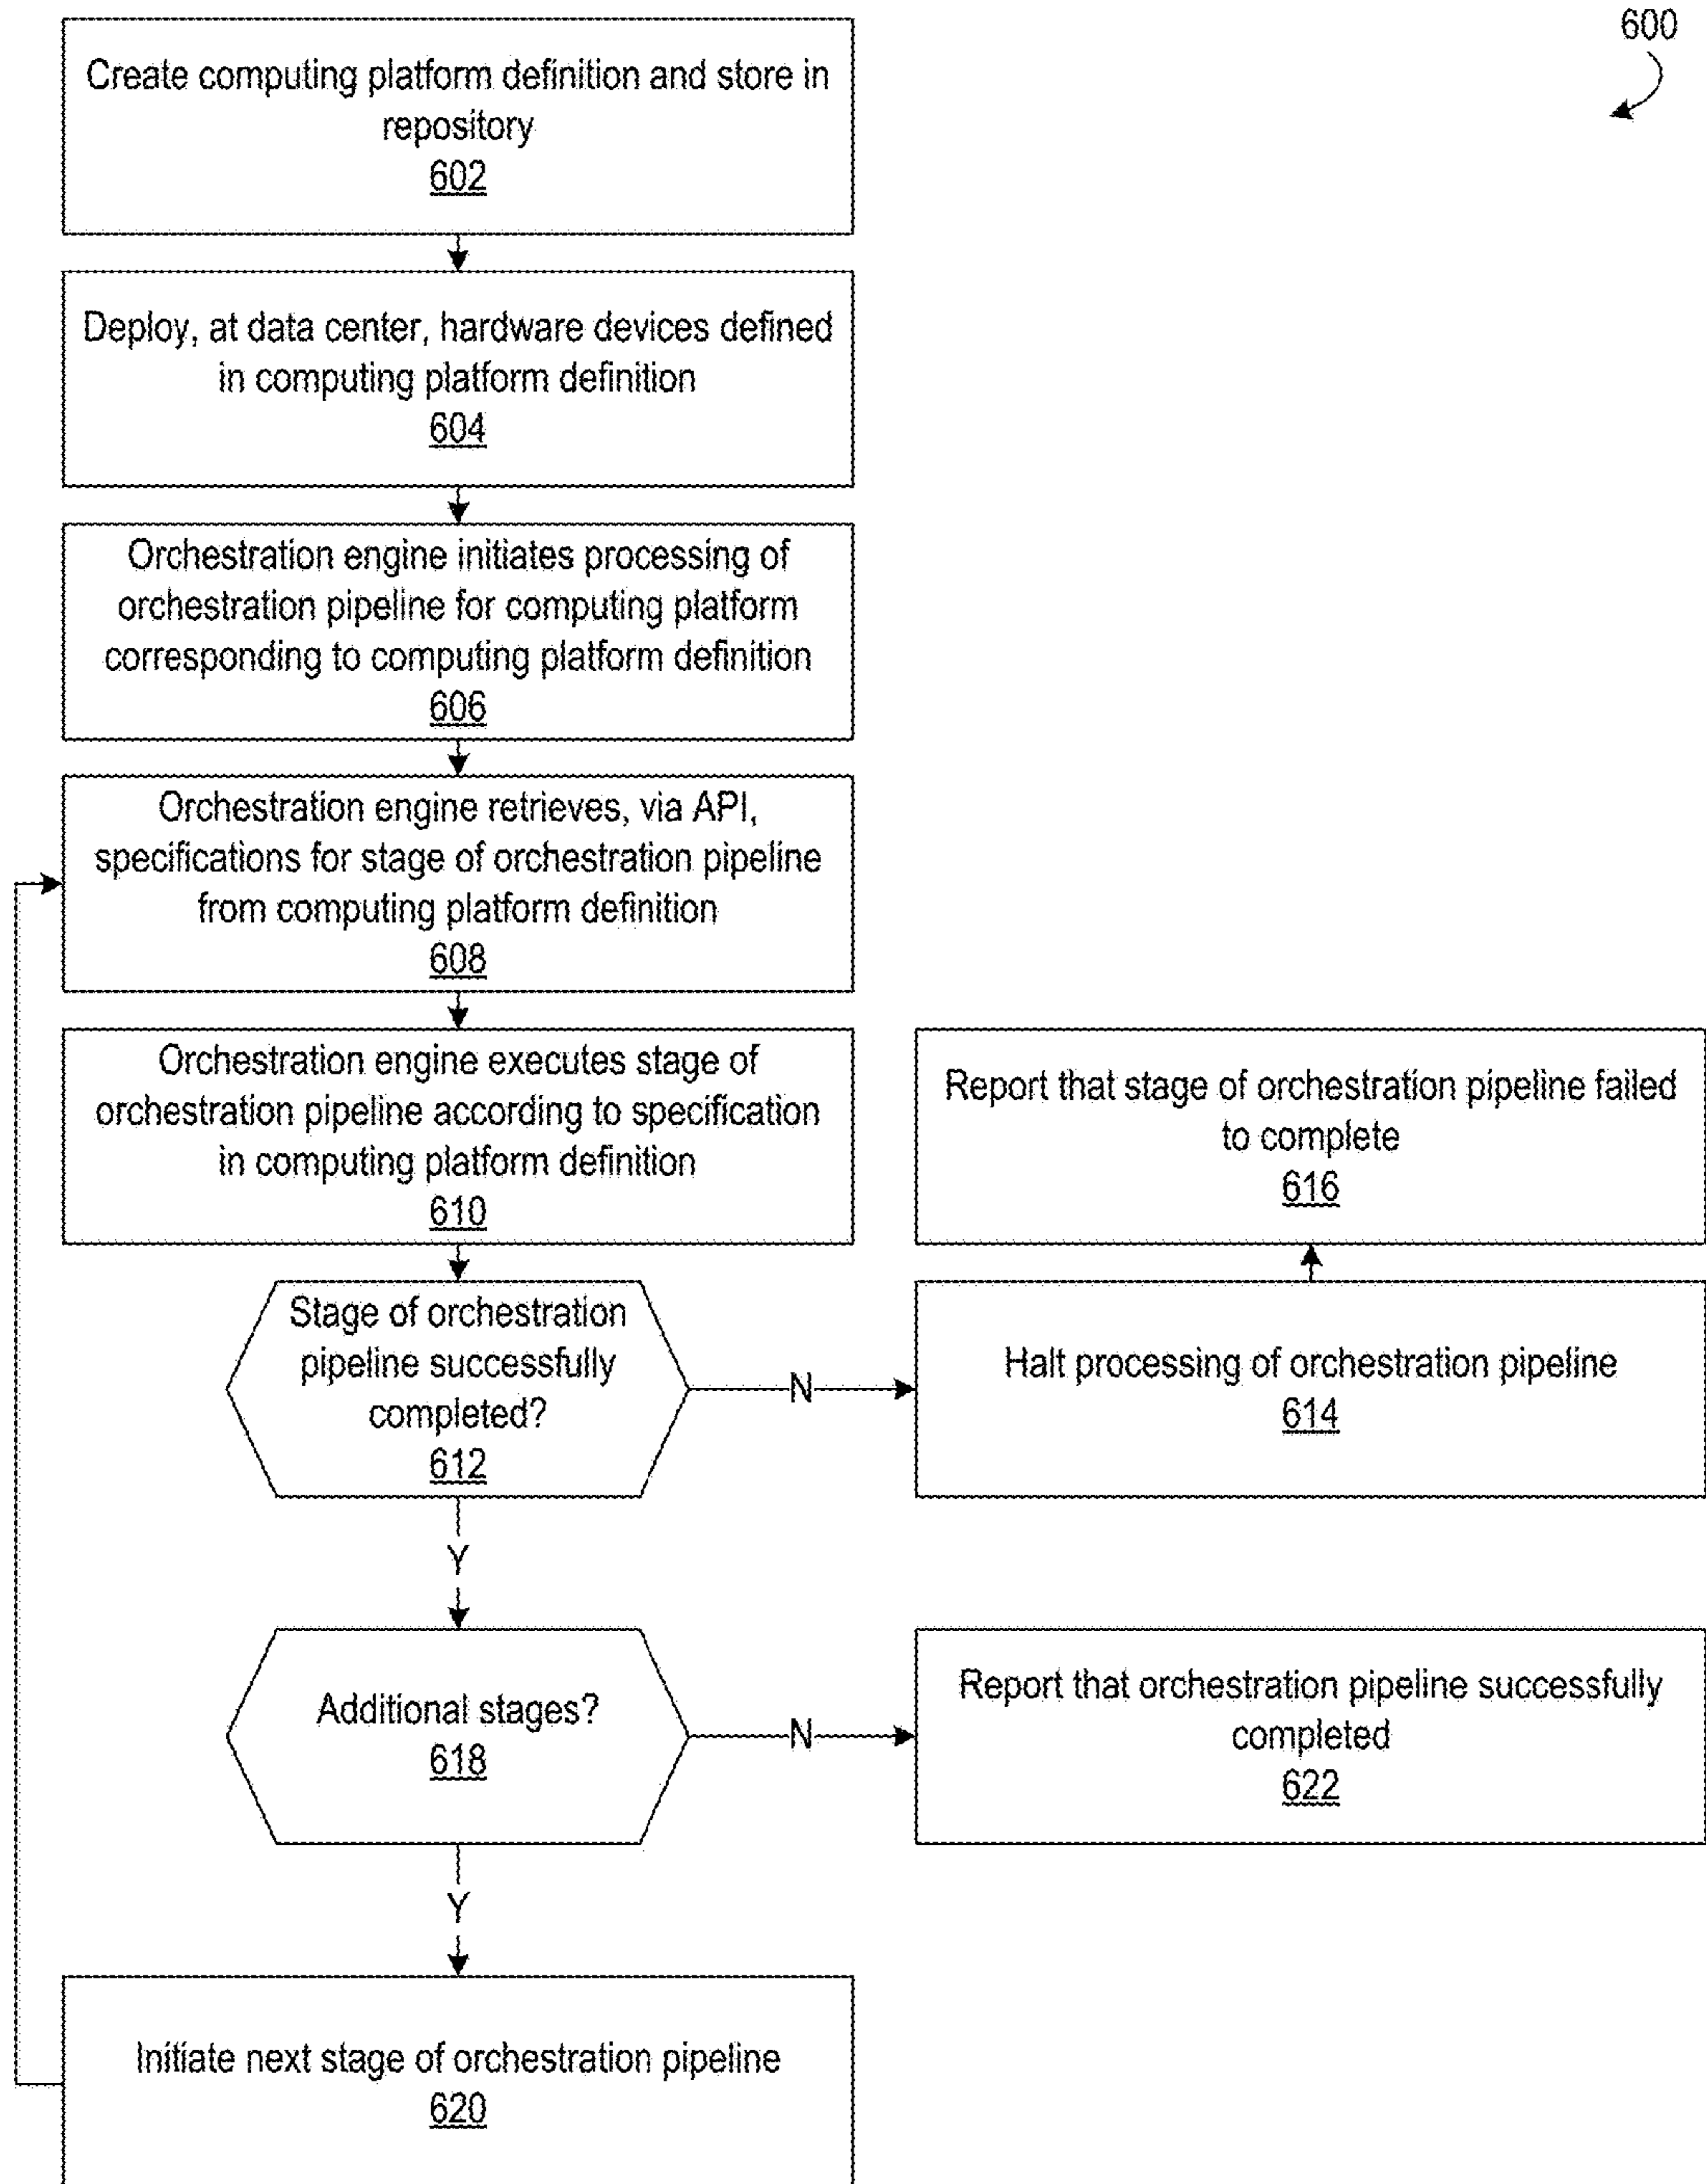 600
Create computing platform definition and store in
repository
602
Deploy, at data center, hardware devices defined
in computing platform definition
604
Orchestration engine initiates processing of
orchestration pipeline for computing platform
corresponding to computing platform definition
606
Orchestration engine retrieves, via API,
specifications for stage of orchestration pipeline
from computing platform definition
608
Orchestration engine executes stage of
orchestration pipeline according to specification
in computing platform definition
610
Report that stage of orchestration pipeline failed
to complete
616
Stage of orchestration
pipeline successfully
completed?
612
N
Halt processing of orchestration pipeline
614
Y
Additional stages?
618
N
Report that orchestration pipeline successfully
completed
622
Y
Initiate next stage of orchestration pipeline
620